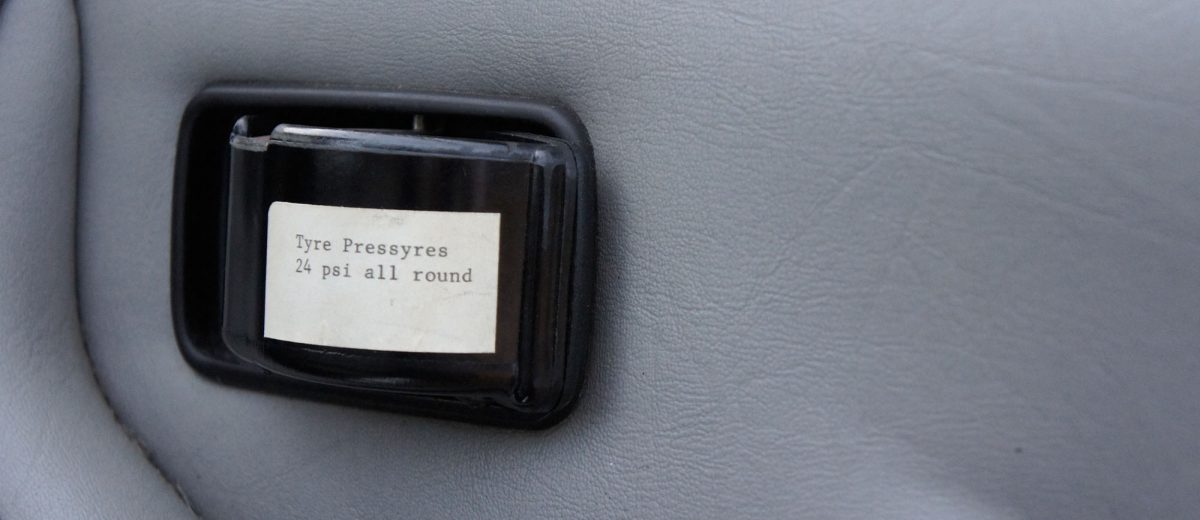 Tyre Pressyres
24 psi all round